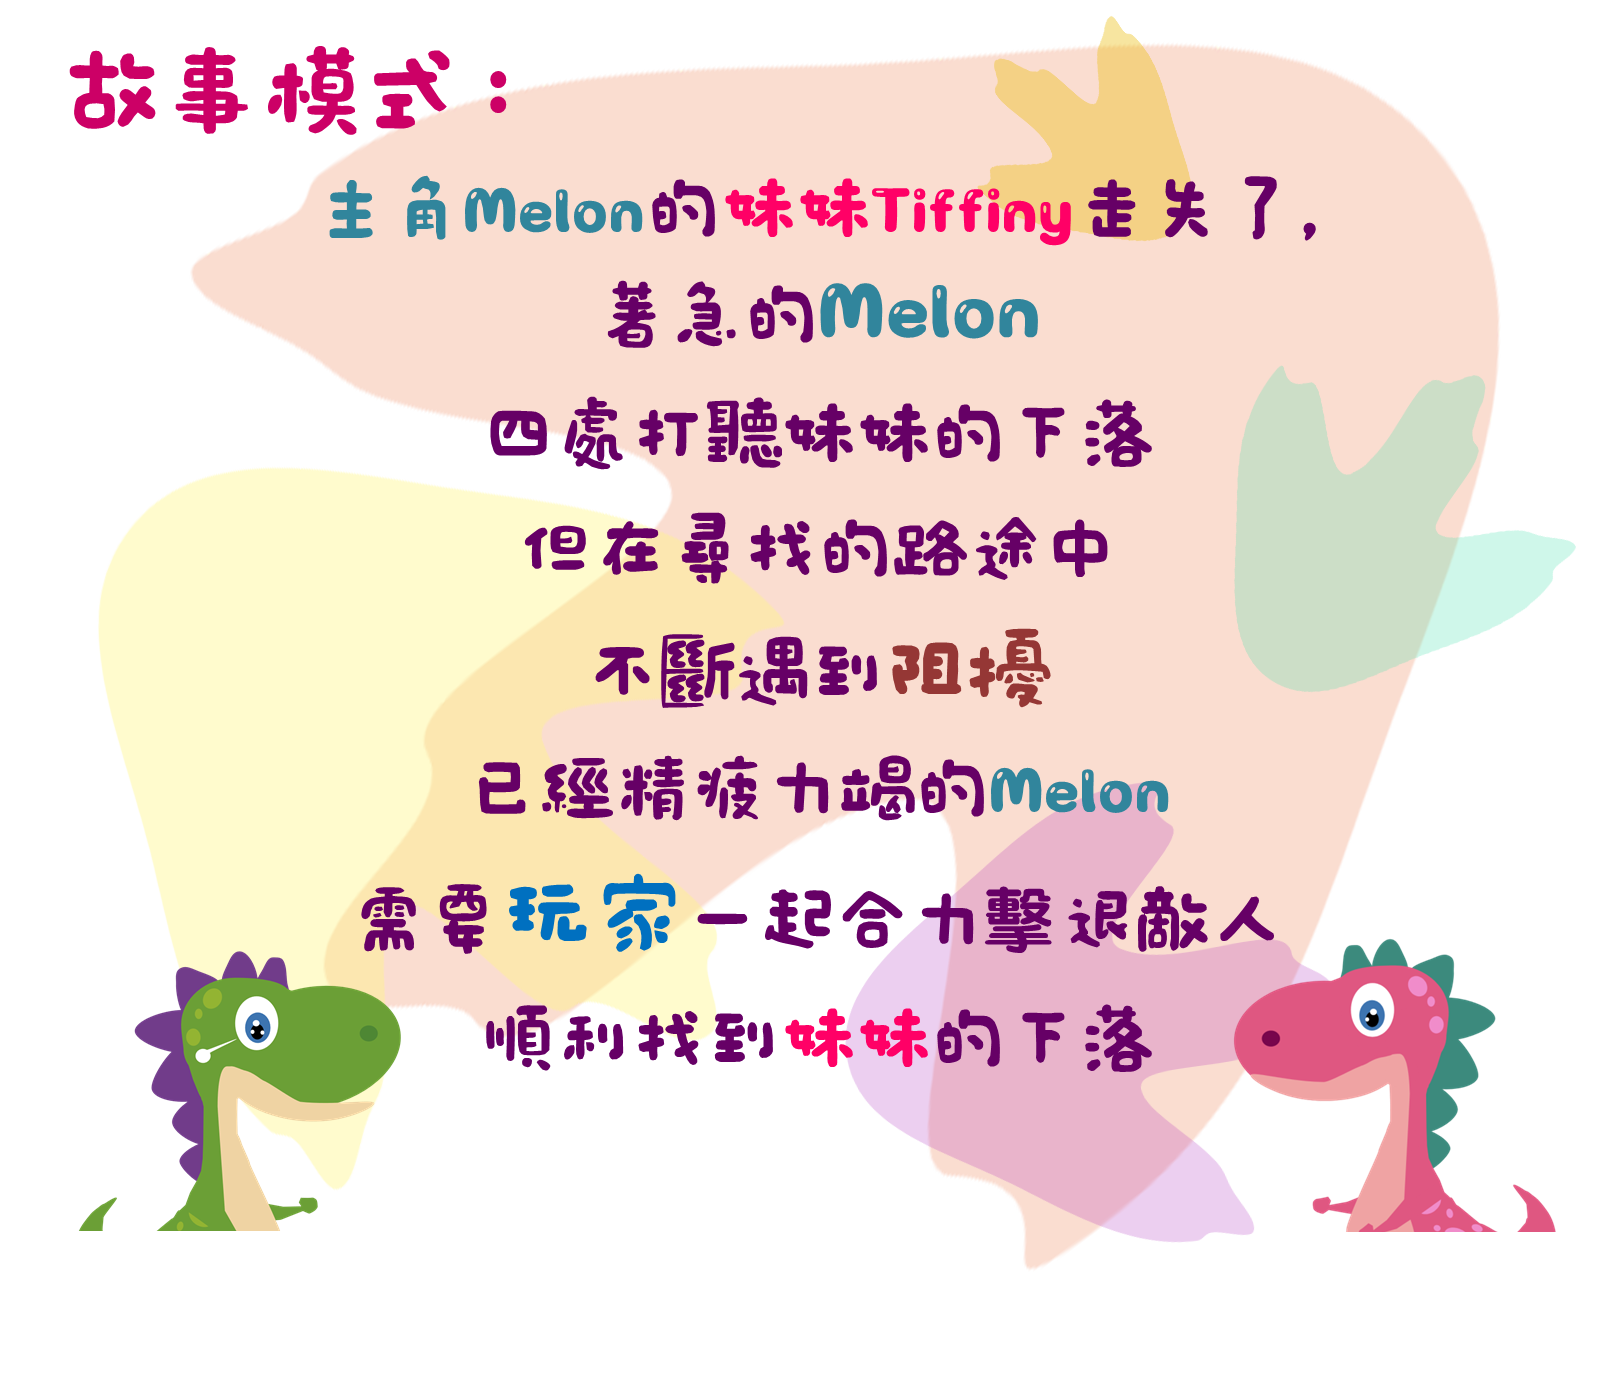 故事模式：
主角Melon的妹妹Tiffiny走失了，
著急的Melon
四處打聽妹妹的下落
但在尋找的路途中
不斷遇到阻擾
已經精疲力竭的Melon
需要玩家一起合力擊退敵人
順利找到妹妹的下落